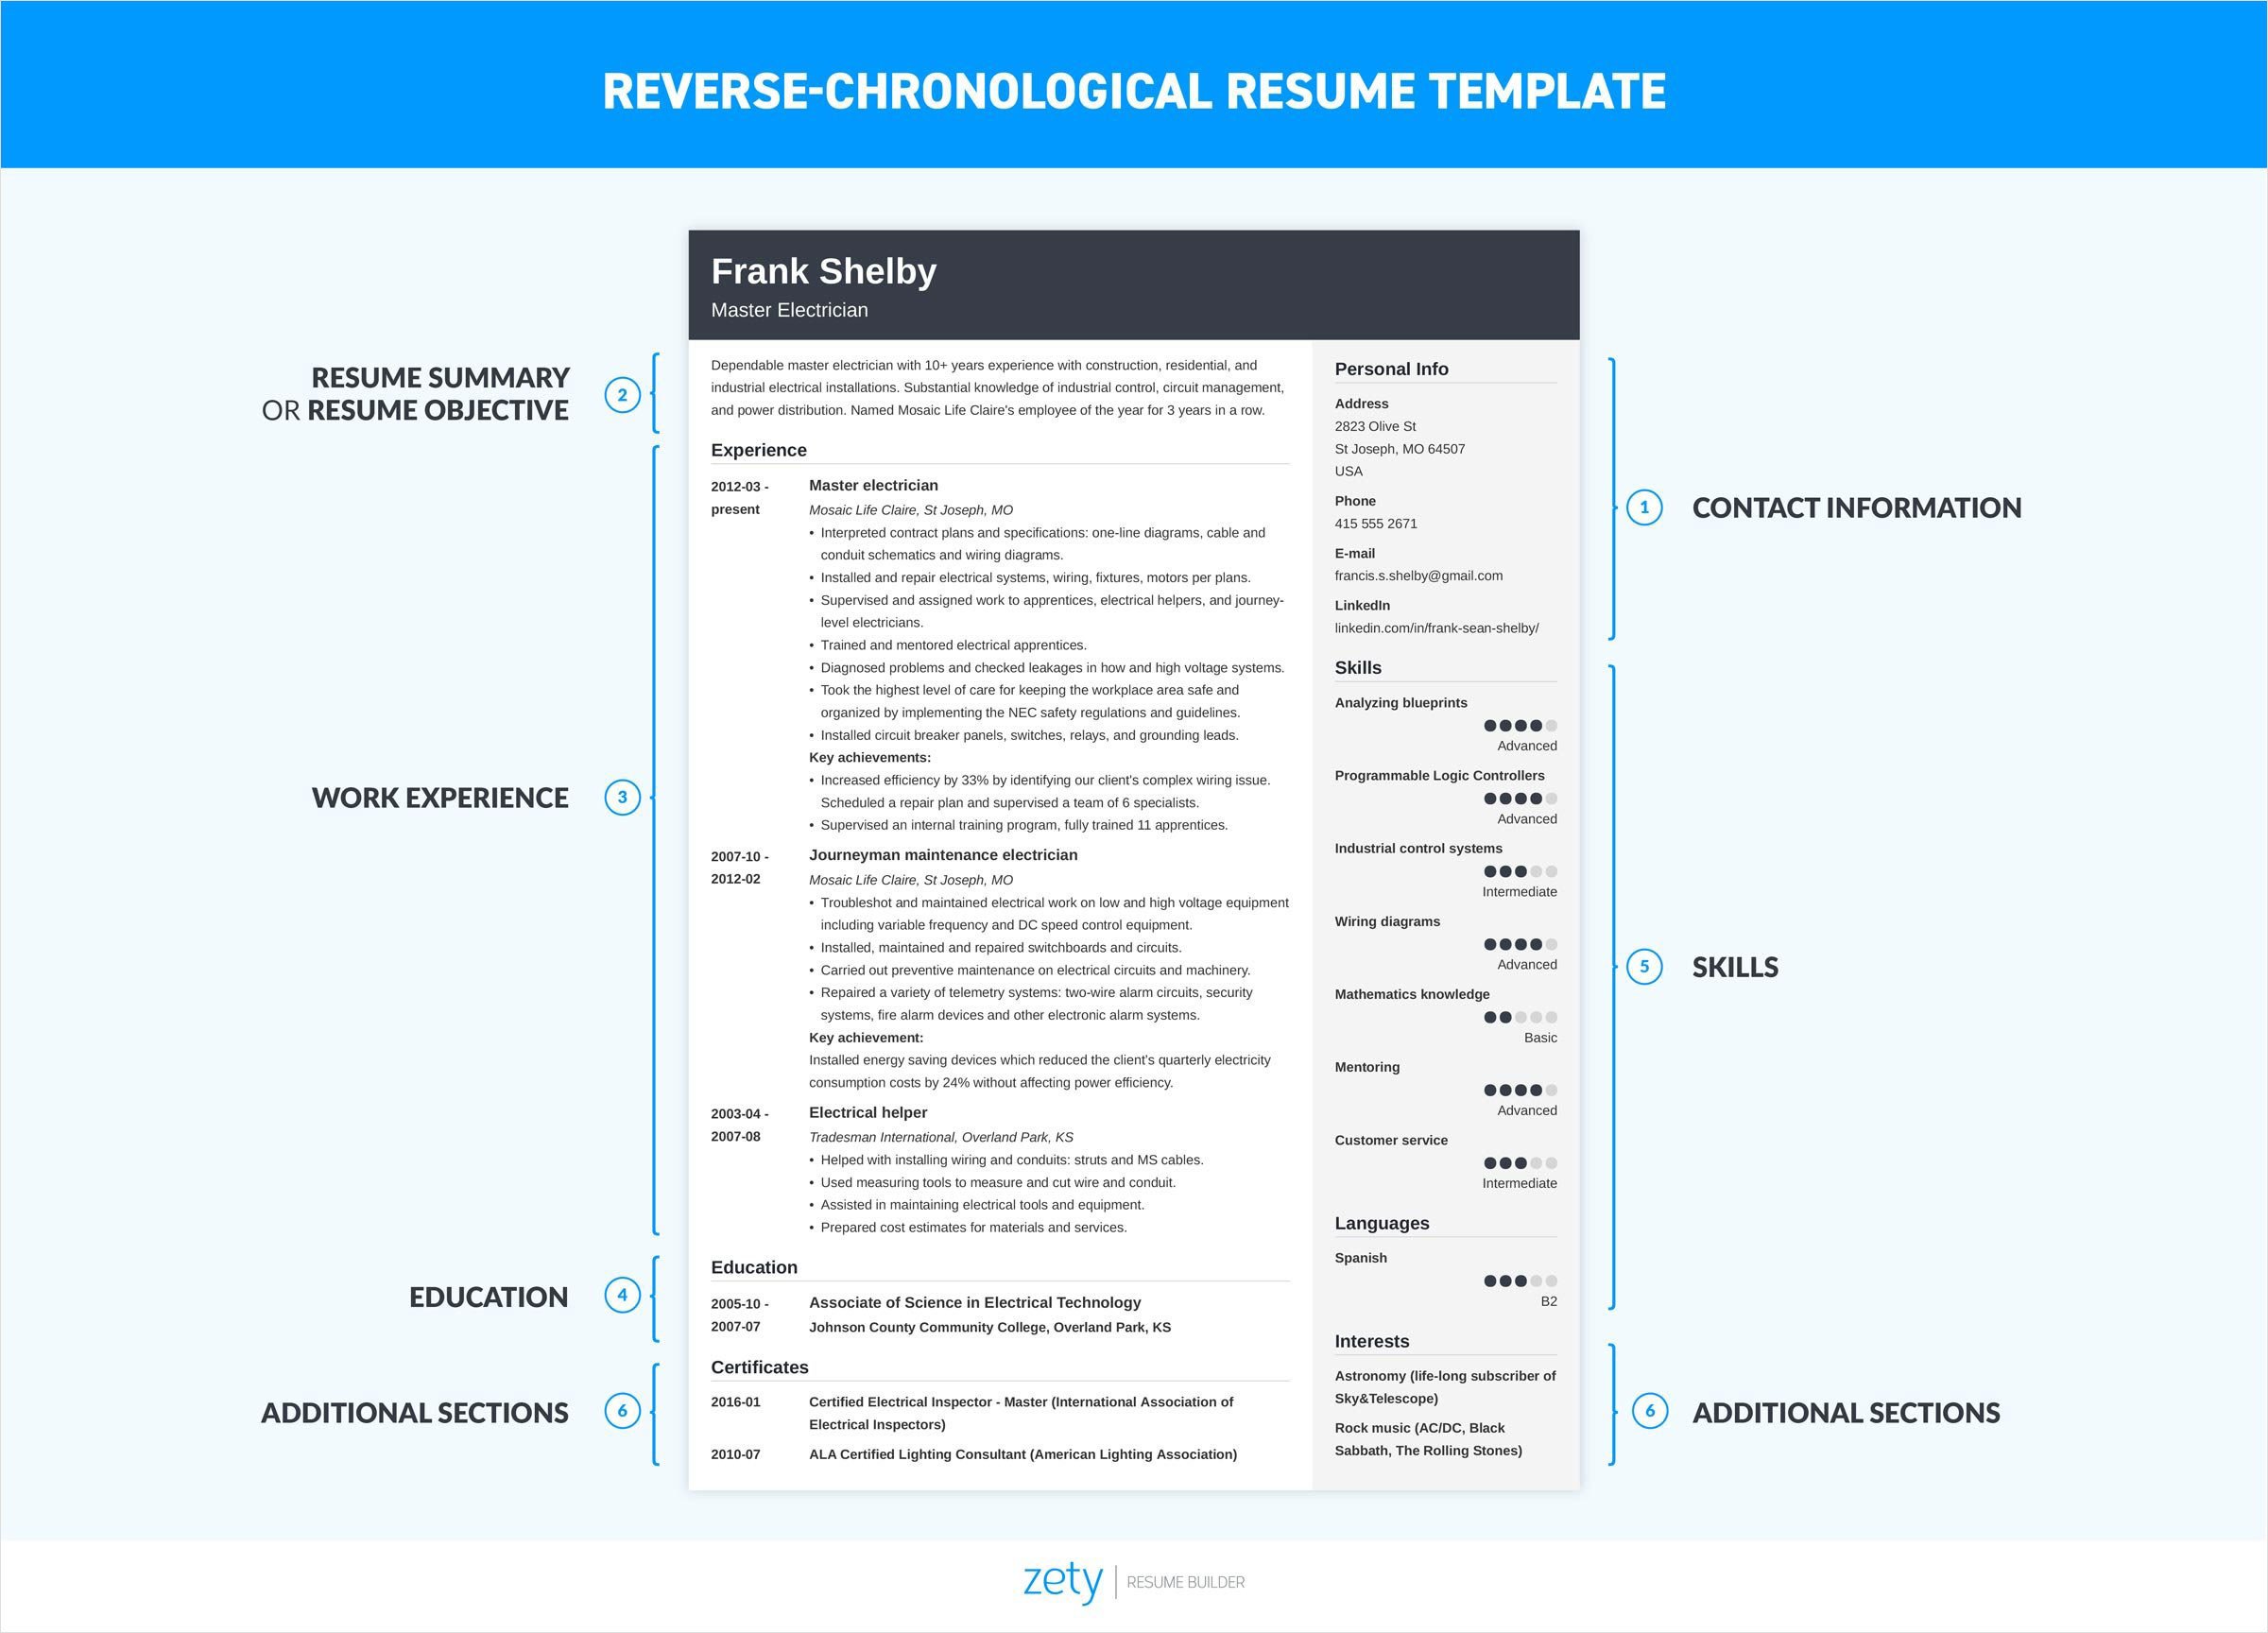 REVERSE-CHRONOLOGICAL RESUME TEMPLATE
Frank Shelby
Master Electrician
RESUME SUMMARY
OR RESUME OBJECTIVE
2
Dependable master electrician with 10+ years experience with construction, residential, and
industrial electrical installations. Substantial knowledge of industrial control, circuit management,
and power distribution. Named Mosaic Life Claire's employee of the year for 3 years in a row.
WORK EXPERIENCE
3
Experience
2012-03 -
present
Master electrician
Mosaic Life Claire, St Joseph, MO
• Interpreted contract plans and specifications: one-line diagrams, cable and
conduit schematics and wiring diagrams.
• Installed and repair electrical systems, wiring, fixtures, motors per plans.
• Supervised and assigned work to apprentices, electrical helpers, and journey-
level electricians.
• Trained and mentored electrical apprentices.
• Diagnosed problems and checked leakages in how and high voltage systems.
• Took the highest level of care for keeping the workplace area safe and
organized by implementing the NEC safety regulations and guidelines.
• Installed circuit breaker panels, switches, relays, and grounding leads.
Key achievements:
• Increased efficiency by 33% by identifying our client's complex wiring issue.
Scheduled a repair plan and supervised a team of 6 specialists.
• Supervised an internal training program, fully trained 11 apprentices.
2007-10 -
2012-02
Journeyman maintenance electrician
Mosaic Life Claire, St Joseph, MO
• Troubleshot and maintained electrical work on low and high voltage equipment
including variable frequency and DC speed control equipment.
• Installed, maintained and repaired switchboards and circuits.
• Carried out preventive maintenance on electrical circuits and machinery.
• Repaired a variety of telemetry systems: two-wire alarm circuits, security
systems, fire alarm devices and other electronic alarm systems.
Key achievement:
Installed energy saving devices which reduced the client's quarterly electricity
consumption costs by 24% without affecting power efficiency.
2003-04 -
2007-08
Electrical helper
Tradesman International, Overland Park, KS
• Helped with installing wiring and conduits: struts and MS cables.
• Used measuring tools to measure and cut wire and conduit.
• Assisted in maintaining electrical tools and equipment.
• Prepared cost estimates for materials and services.
EDUCATION
4
Education
2005-10 -
2007-07
Associate of Science in Electrical Technology
Johnson County Community College, Overland Park, KS
ADDITIONAL SECTIONS
6
Certificates
2016-01
Certified Electrical Inspector - Master (International Association of
Electrical Inspectors)
2010-07
ALA Certified Lighting Consultant (American Lighting Association)
Personal Info
Address
2823 Olive St
St Joseph, MO 64507
USA
Phone
415 555 2671
E-mail
francis.s.shelby@gmail.com
LinkedIn
linkedin.com/in/frank-sean-shelby/
1
CONTACT INFORMATION
Skills
Analyzing blueprints
Advanced
Programmable Logic Controllers
Advanced
Industrial control systems
Intermediate
Wiring diagrams
Advanced
Mathematics knowledge
Basic
Mentoring
Advanced
Customer service
Intermediate
Languages
Spanish
B2
5
SKILLS
Interests
Astronomy (life-long subscriber of
Sky&Telescope)
Rock music (AC/DC, Black
Sabbath, The Rolling Stones)
6
ADDITIONAL SECTIONS
zety
RESUME BUILDER